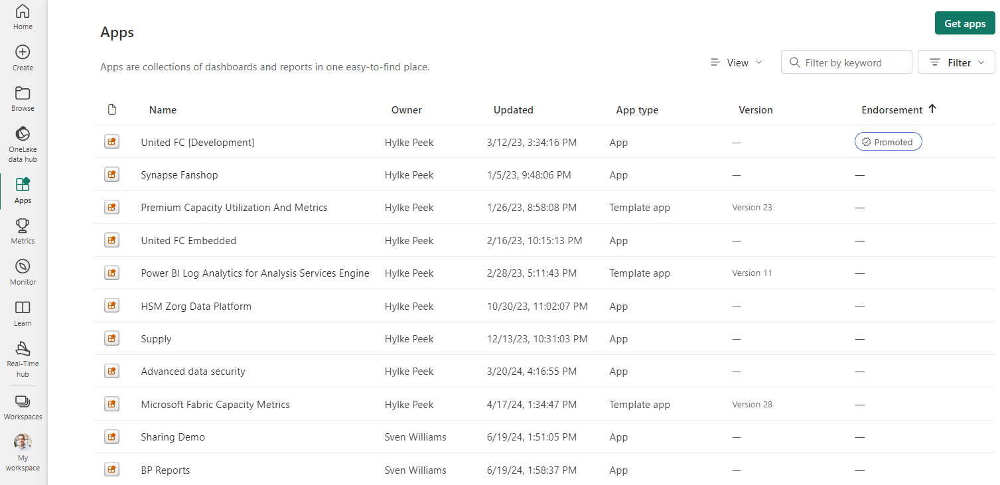 Home
Create
Browse
OneLake
data hub
Apps
Metrics
Monitor
Learn
Real-Time
hub
Workspaces
My
workspace
Apps
Get apps
Apps are collections of dashboards and reports in one easy-to-find place.
View
Filter by keyword
Filter
Name Owner Updated App type Version Endorsement
United FC [Development] Hylke Peek 3/12/23, 3:34:16 PM App — Promoted
Synapse Fanshop Hylke Peek 1/5/23, 9:48:06 PM App — —
Premium Capacity Utilization And Metrics Hylke Peek 1/26/23, 8:58:08 PM Template app Version 23 —
United FC Embedded Hylke Peek 2/16/23, 10:15:13 PM App — —
Power BI Log Analytics for Analysis Services Engine Hylke Peek 2/28/23, 5:11:43 PM Template app Version 11 —
HSM Zorg Data Platform Hylke Peek 10/30/23, 11:02:07 PM App — —
Supply Hylke Peek 12/13/23, 10:31:03 PM App — —
Advanced data security Hylke Peek 3/20/24, 4:16:55 PM App — —
Microsoft Fabric Capacity Metrics Hylke Peek 4/17/24, 1:34:47 PM Template app Version 28 —
Sharing Demo Sven Williams 6/19/24, 1:51:05 PM App — —
BP Reports Sven Williams 6/19/24, 1:58:37 PM App — —